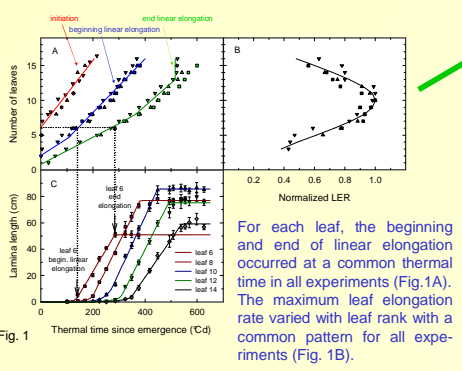 initiation
beginning linear elongation
end linear elongation
A
B
Number of leaves
15
10
5
0
0.2 0.4 0.6 0.8 1.0
Normalized LER
C
Lamina length (cm)
80
60
40
20
0
leaf 6
end
elongation
leaf 6
begin. linear
elongation
leaf 6
leaf 8
leaf 10
leaf 12
leaf 14
0 200 400 600
Thermal time since emergence (°Cd)
Fig. 1
For each leaf, the beginning
and end of linear elongation
occurred at a common thermal
time in all experiments (Fig.1A).
The maximum leaf elongation
rate varied with leaf rank with a
common pattern for all expe-
riments (Fig. 1B).